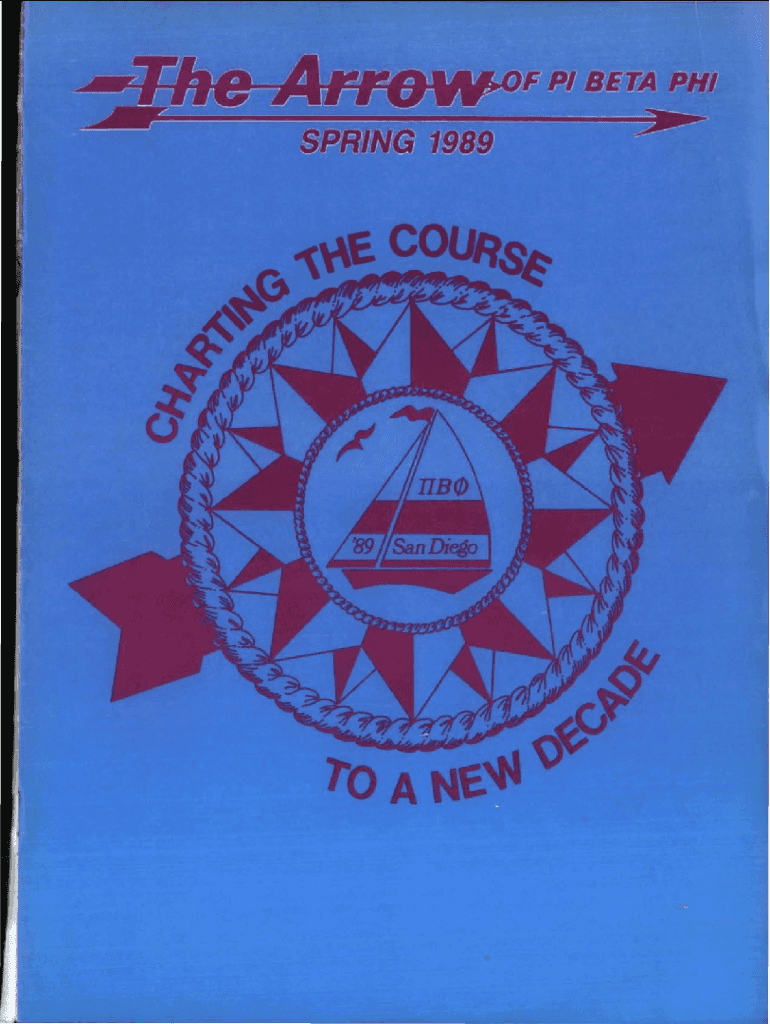 The Arrow OF PI BETA PHI
SPRING 1989
CHARTING THE COURSE
ΠΒΦ
'89 San Diego
TO A NEW DECADE